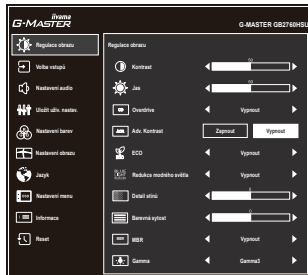 iiyama
G-MASTER
G-MASTER GB2760HSU
Regulace obrazu
Volba vstupů
Nastavení audio
Uložit uživ. nastav.
Nastavení barev
Nastavení obrazu
Jazyk
Nastavení menu
Informace
Reset
Regulace obrazu
Kontrast 50
Jas 50
Overdrive Vypnout
Adv. Kontrast Zapnout Vypnout
ECO Vypnout
Redukce modrého světla Vypnout
Detail stínů
Barevná sytost
MBR Vypnout
Gamma Gamma3